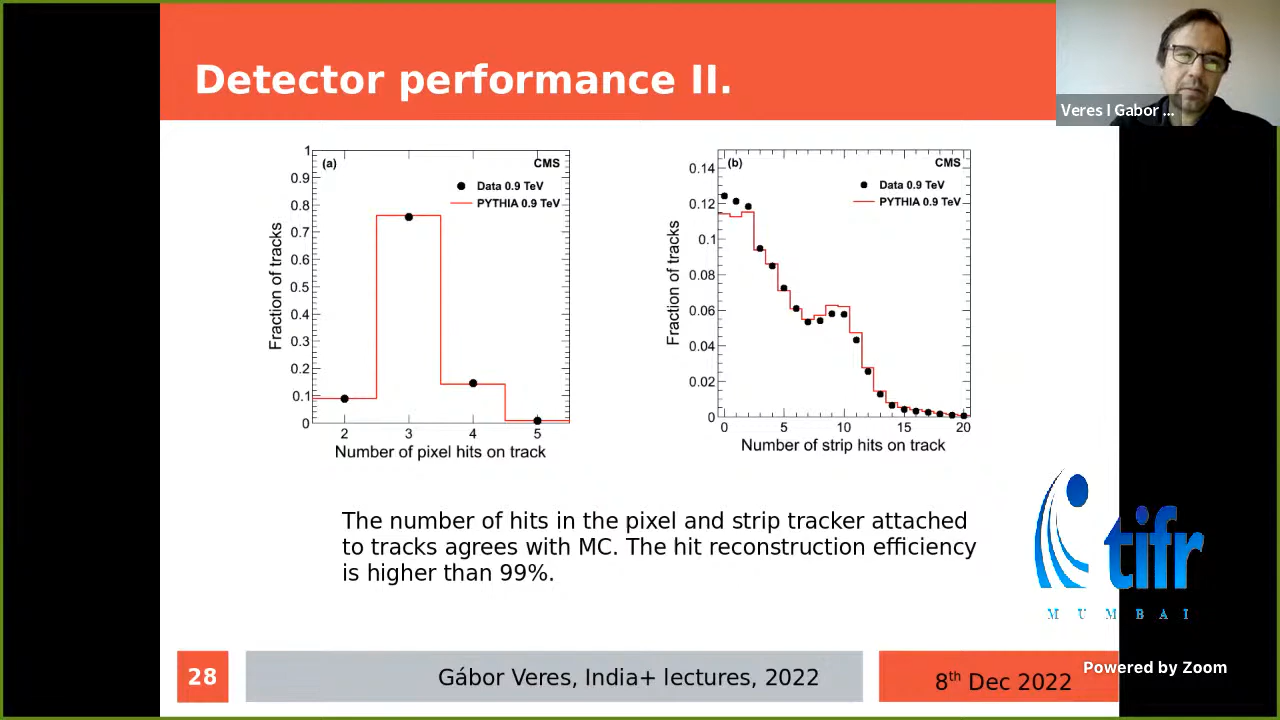 Detector performance II.
Veres I Gabor ...
(a)
CMS
Data 0.9 TeV
PYTHIA 0.9 TeV
Fraction of tracks
1
0.9
0.8
0.7
0.6
0.5
0.4
0.3
0.2
0.1
0
2 3 4 5
Number of pixel hits on track
(b)
CMS
Data 0.9 TeV
PYTHIA 0.9 TeV
Fraction of tracks
0.14
0.12
0.1
0.08
0.06
0.04
0.02
0
0 5 10 15 20
Number of strip hits on track
The number of hits in the pixel and strip tracker attached
to tracks agrees with MC. The hit reconstruction efficiency
is higher than 99%.
tifr
MUMBAI
28
Gábor Veres, India+ lectures, 2022
8th Dec 2022
Powered by Zoom